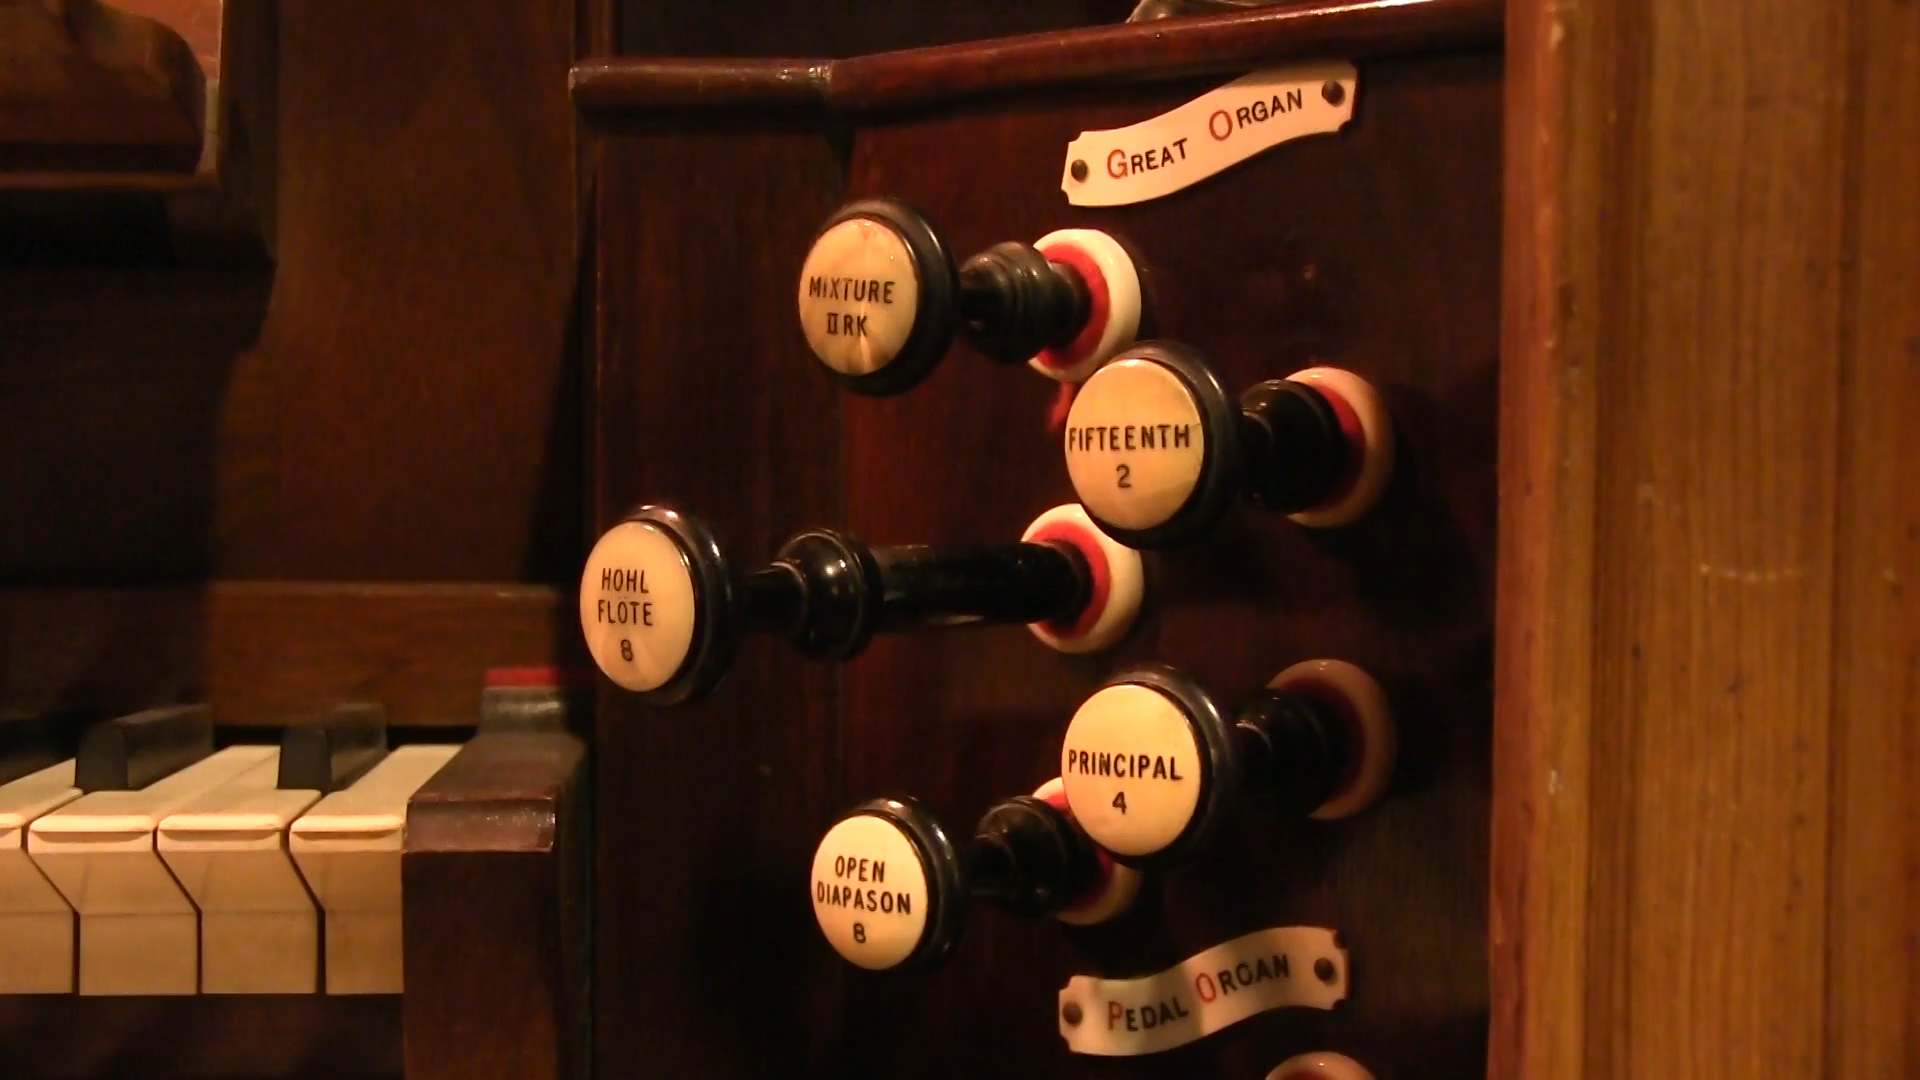 GREAT ORGAN
MIXTURE
II RK
FIFTEENTH
2
HOHL
FLÖTE
8
PRINCIPAL
4
OPEN
DIAPASON
8
PEDAL ORGAN